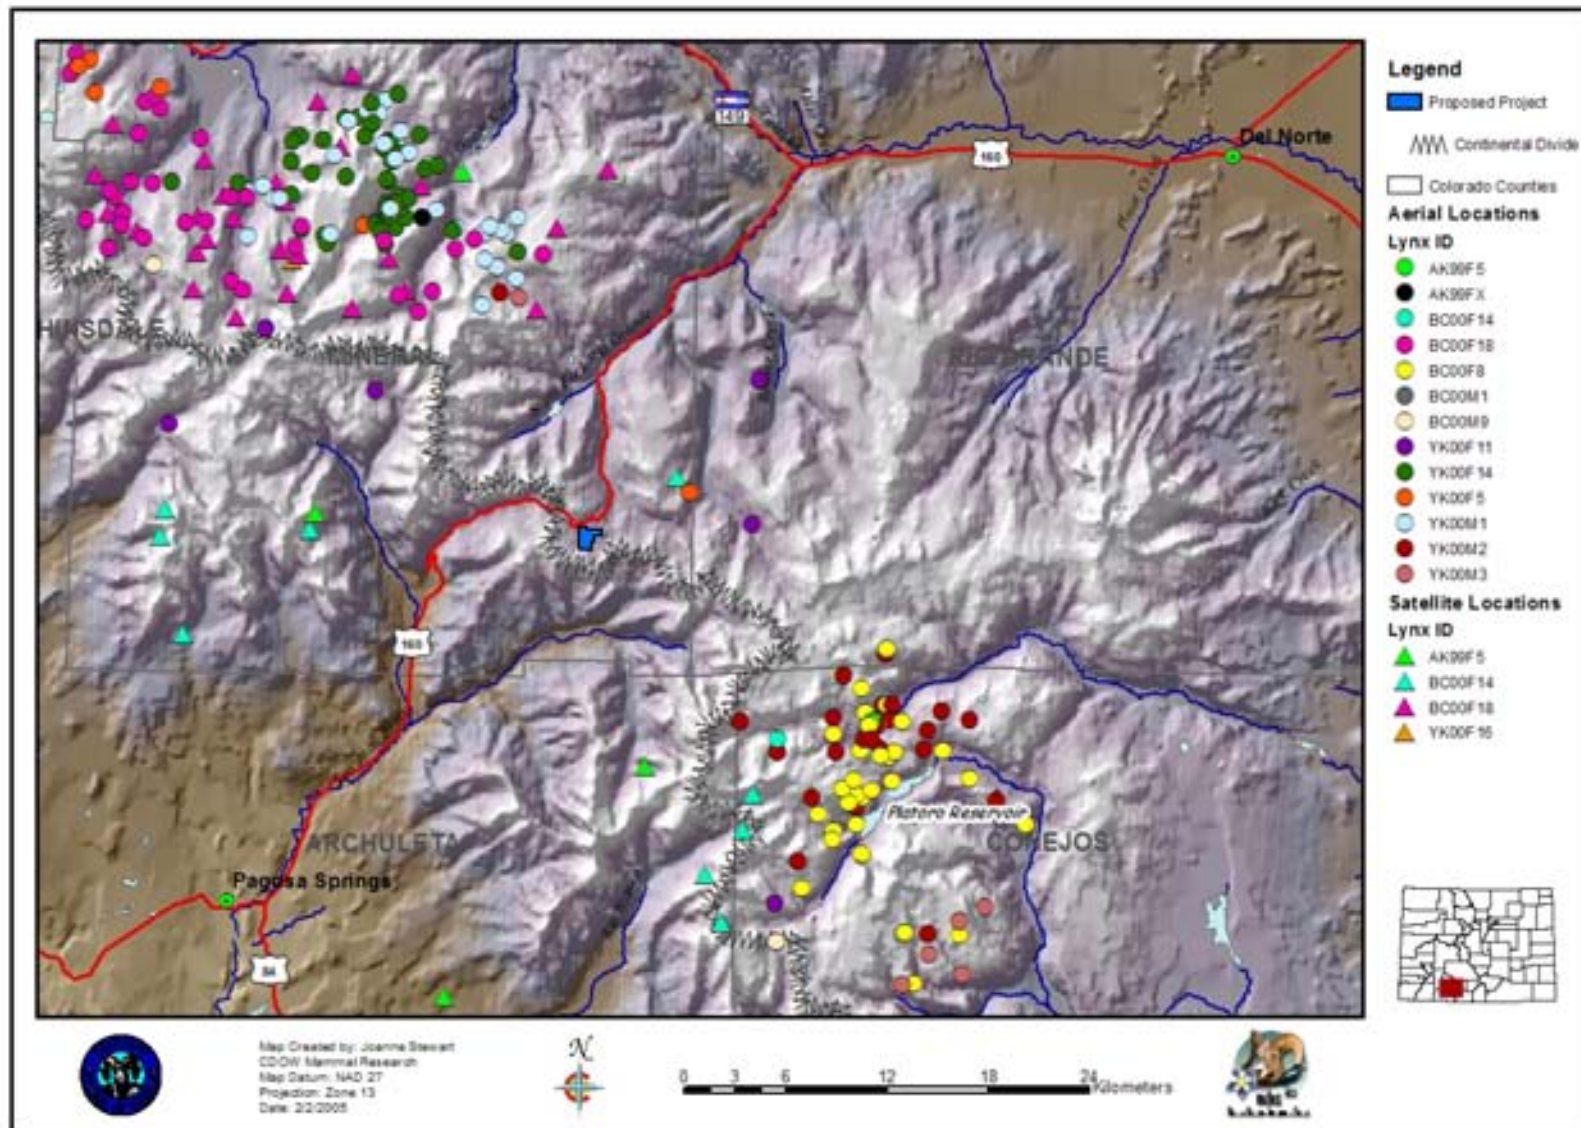 149
160
Del Norte
HINSDALE
MINERAL
RIO GRANDE
160
Platoro Reservoir
CONEJOS
ARCHULETA
Pagosa Springs
84
Legend
Proposed Project
Continental Divide
Colorado Counties
Aerial Locations
Lynx ID
AK99F5
AK99FX
BC00F14
BC00F18
BC00F8
BC00M1
BC00M9
YK00F11
YK00F14
YK00F5
YK00M1
YK00M2
YK00M3
Satellite Locations
Lynx ID
AK99F5
BC00F14
BC00F18
YK00F16
Map Created by: Joanna Stewart
CDOW Mammal Research
Map Datum: NAD 27
Projection: Zone 13
Date: 2/2/2005
N
0 3 6 12 18 24
Kilometers